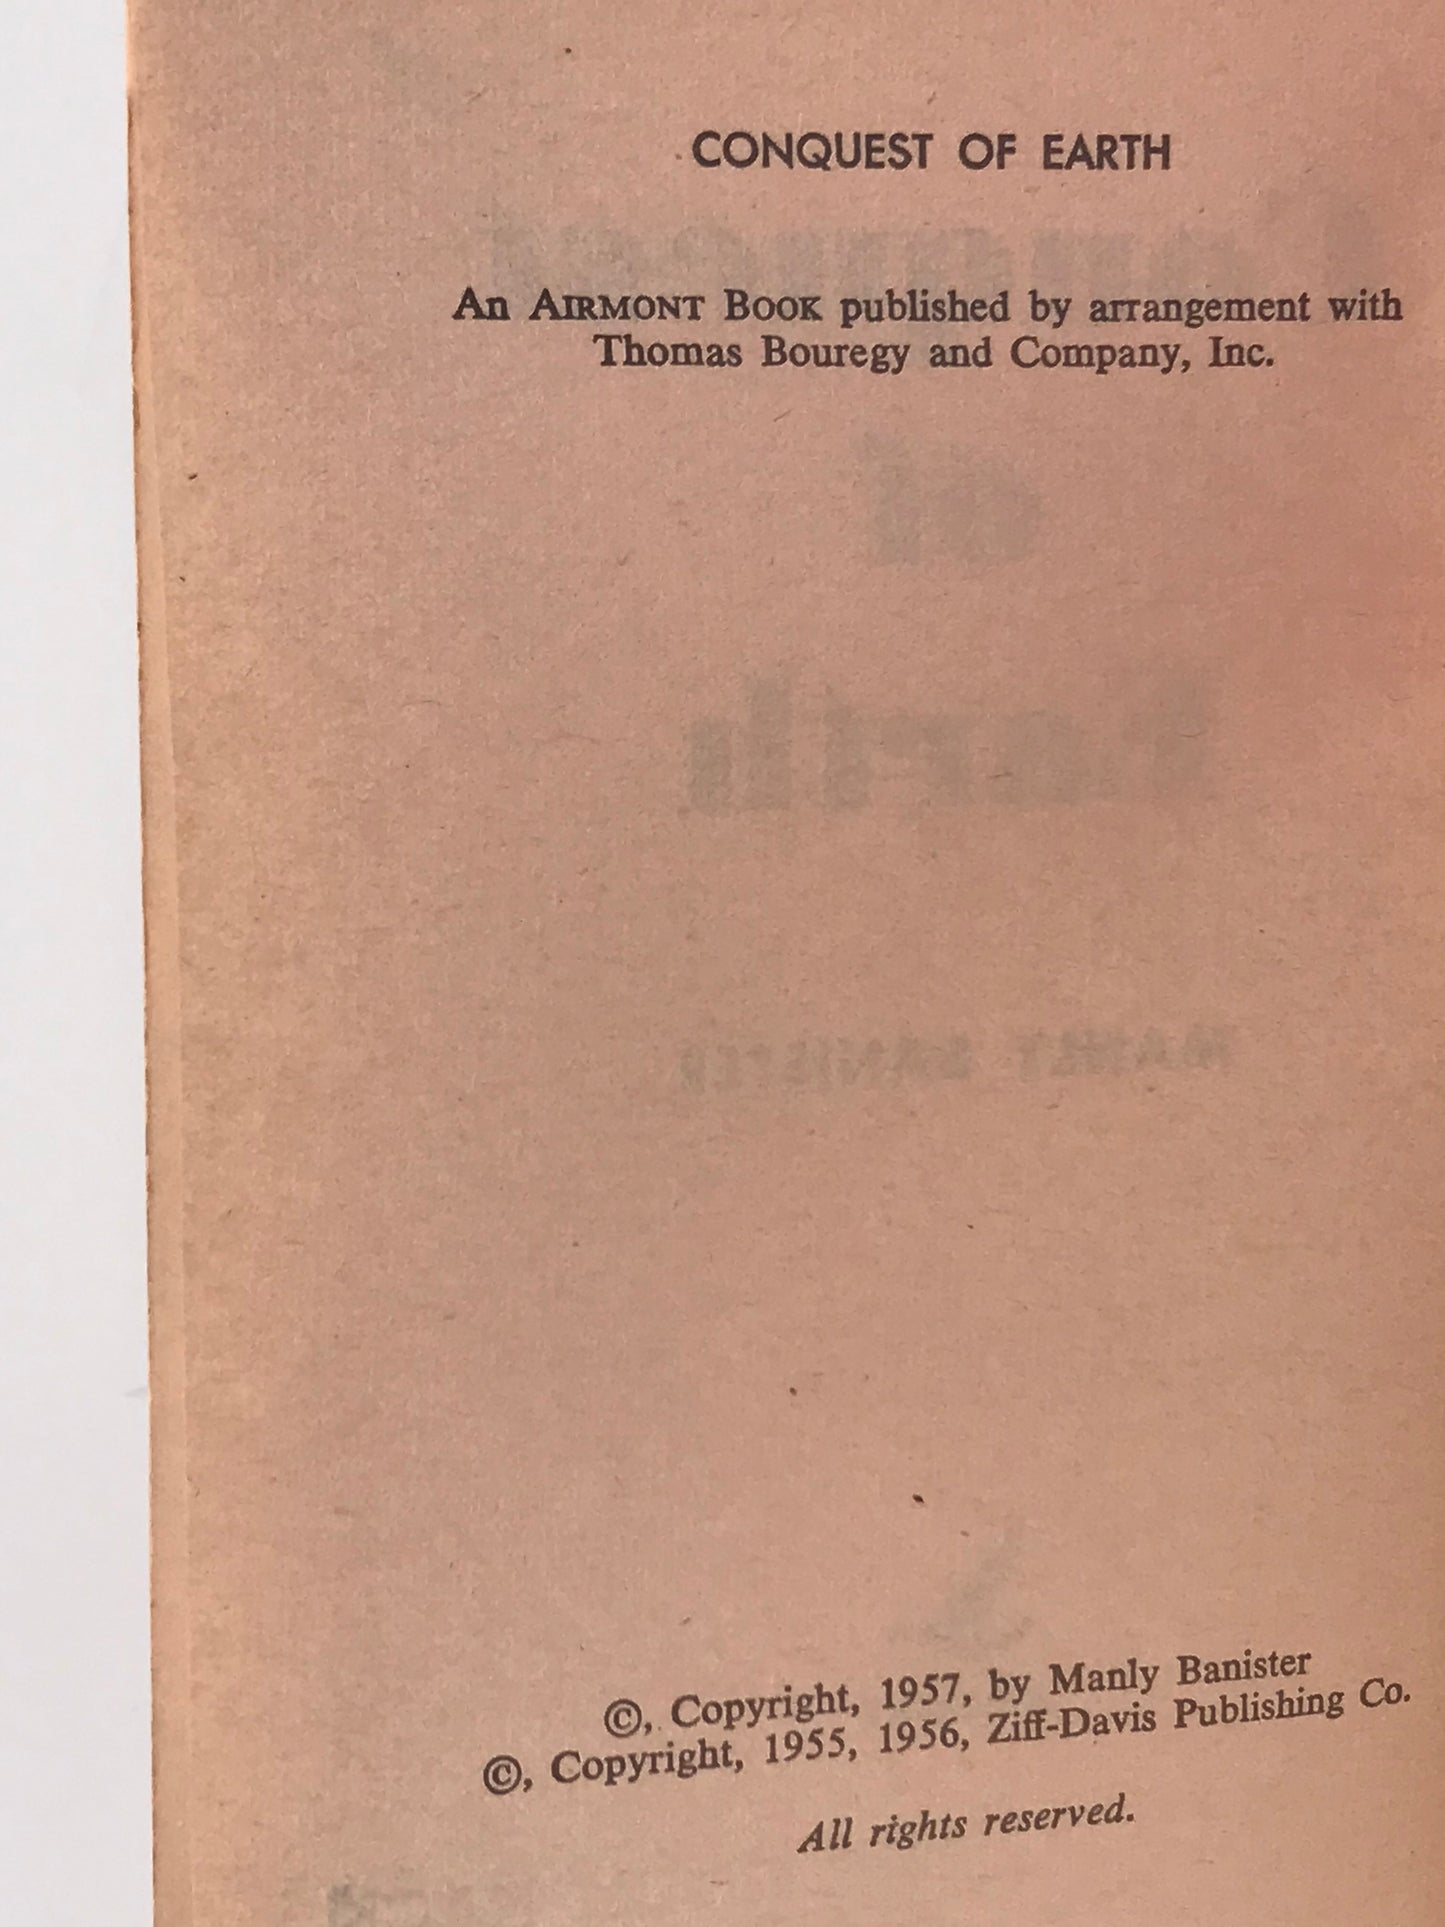 CONQUEST OF EARTH
An AIRMONT BOOK published by arrangement with
Thomas Bouregy and Company, Inc.
©, Copyright, 1957, by Manly Banister
©, Copyright, 1955, 1956, Ziff-Davis Publishing Co.
All rights reserved.